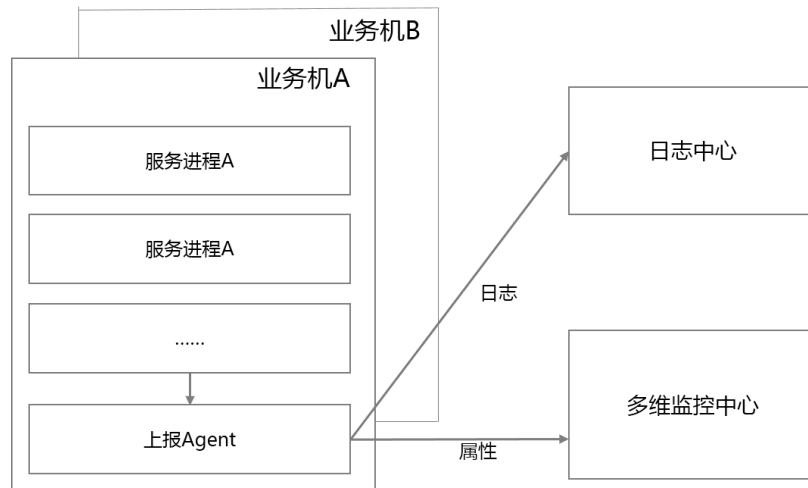 业务机B
业务机A
服务进程A
服务进程A
……
上报Agent
日志
属性
日志中心
多维监控中心